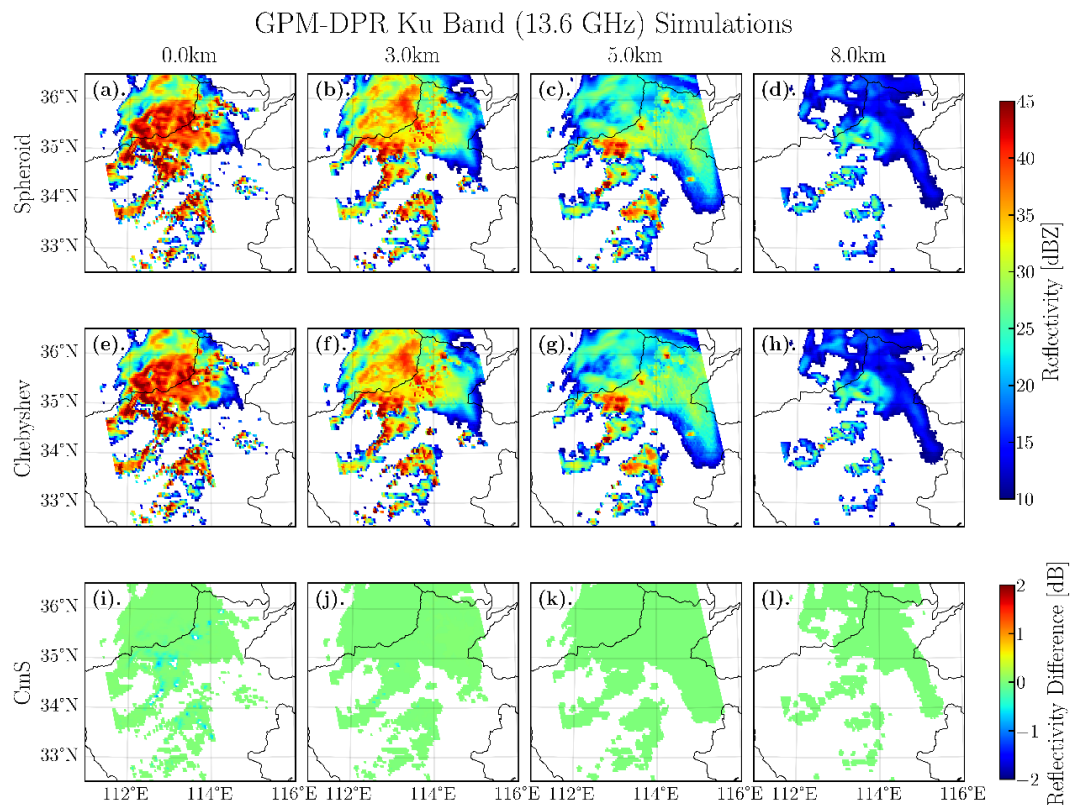 GPM-DPR Ku Band (13.6 GHz) Simulations
0.0km 3.0km 5.0km 8.0km
(a). (b). (c). (d).
36°N
35°N
34°N
33°N
Spheroid
(e). (f). (g). (h).
36°N
35°N
34°N
33°N
Chebyshev
45
40
35
30
25
20
15
10
Reflectivity [dBZ]
(i). (j). (k). (l).
36°N
35°N
34°N
33°N
CmS
112°E 114°E 116°E 112°E 114°E 116°E 112°E 114°E 116°E 112°E 114°E 116°E
2
1
0
−1
−2
Reflectivity Difference [dB]